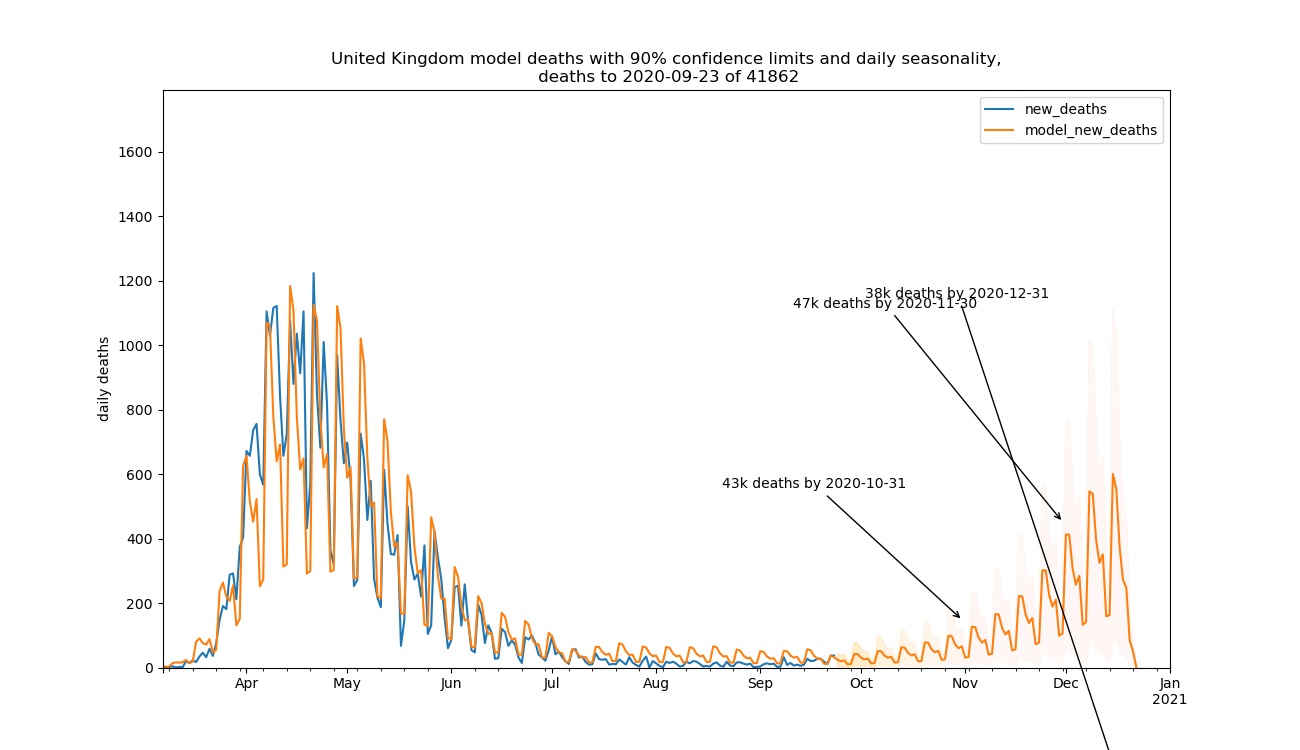 United Kingdom model deaths with 90% confidence limits and daily seasonality,
deaths to 2020-09-23 of 41862
new_deaths
model_new_deaths
daily deaths
1600
1400
1200
1000
800
600
400
200
0
38k deaths by 2020-12-31
47k deaths by 2020-11-30
43k deaths by 2020-10-31
Apr
May
Jun
Jul
Aug
Sep
Oct
Nov
Dec
Jan
2021